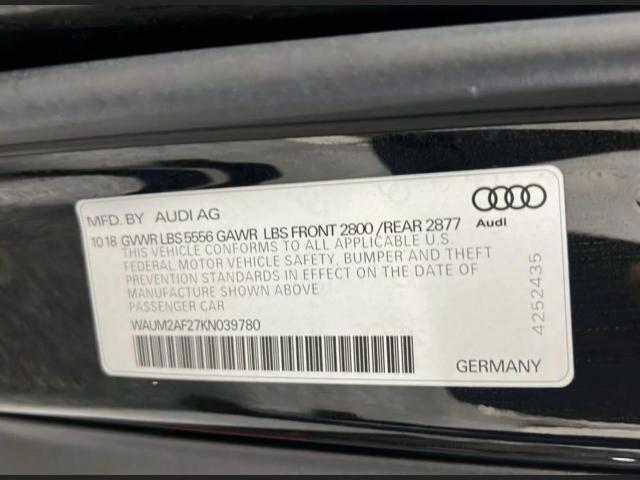 MFD. BY AUDI AG
Audi
1018 GVWR LBS 5556 GAWR LBS FRONT 2800 /REAR 2877
THIS VEHICLE CONFORMS TO ALL APPLICABLE U.S.
FEDERAL MOTOR VEHICLE SAFETY, BUMPER AND THEFT
PREVENTION STANDARDS IN EFFECT ON THE DATE OF
MANUFACTURE SHOWN ABOVE
PASSENGER CAR
WAUM2AF27KN039780
GERMANY
4252435